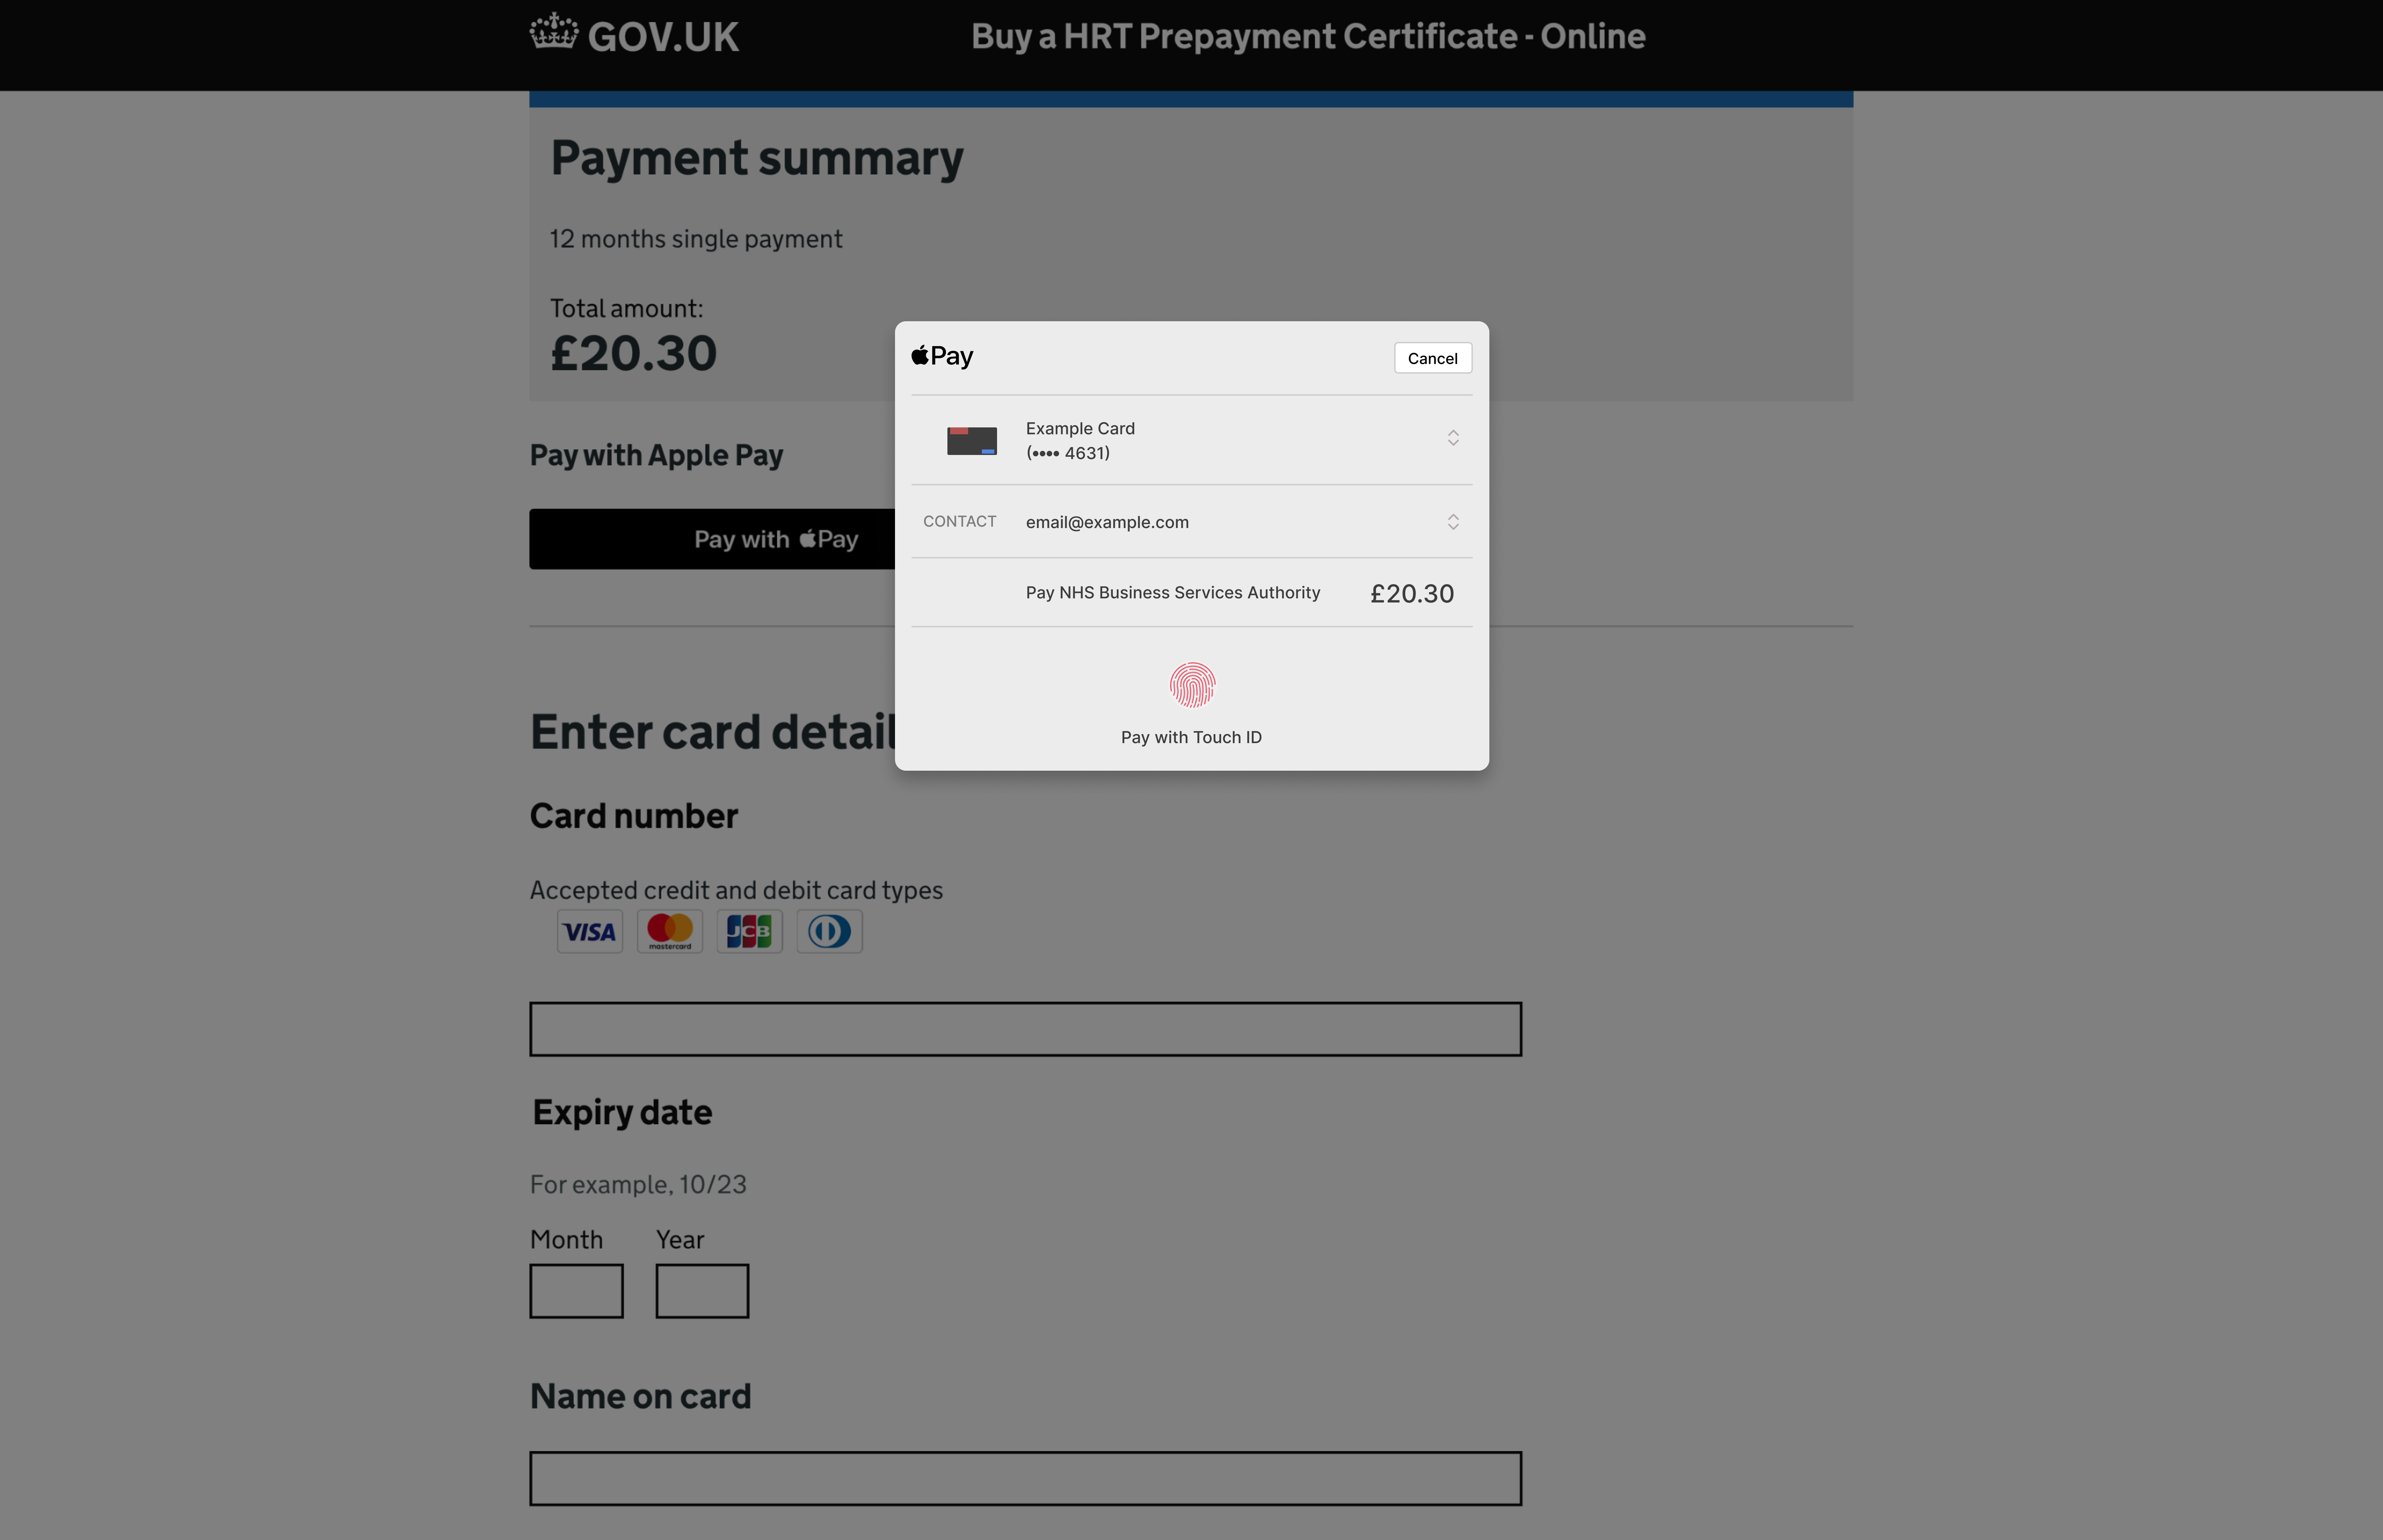 GOV.UK
Buy a HRT Prepayment Certificate - Online
Payment summary
12 months single payment
Total amount:
£20.30
Pay with Apple Pay
Pay with Pay
Pay
Cancel
Example Card
(•••• 4631)
CONTACT
email@example.com
Pay NHS Business Services Authority
£20.30
Pay with Touch ID
Enter card detail
Card number
Accepted credit and debit card types
VISA
mastercard
JCB
Expiry date
For example, 10/23
Month
Year
Name on card